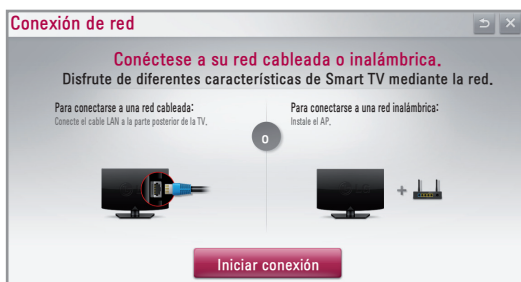 Conexión de red
Conéctese a su red cableada o inalámbrica.
Disfrute de diferentes características de Smart TV mediante la red.
Para conectarse a una red cableada:
Conecte el cable LAN a la parte posterior de la TV.
o
Para conectarse a una red inalámbrica:
Instale el AP.
Iniciar conexión